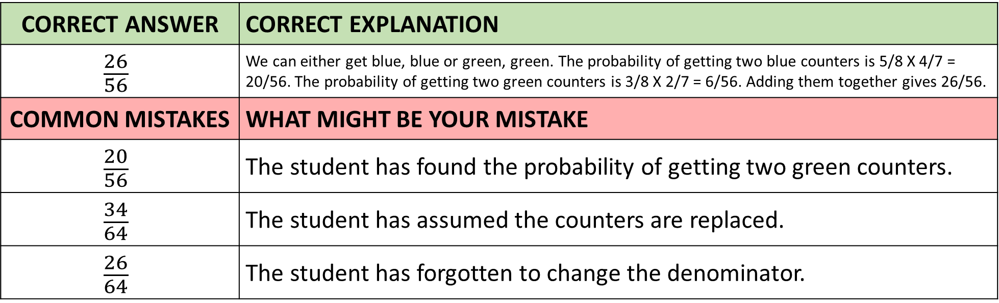 CORRECT ANSWER
CORRECT EXPLANATION
26
56
We can either get blue, blue or green, green. The probability of getting two blue counters is 5/8 X 4/7 =
20/56. The probability of getting two green counters is 3/8 X 2/7 = 6/56. Adding them together gives 26/56.
COMMON MISTAKES
WHAT MIGHT BE YOUR MISTAKE
20
56
The student has found the probability of getting two green counters.
34
64
The student has assumed the counters are replaced.
26
64
The student has forgotten to change the denominator.